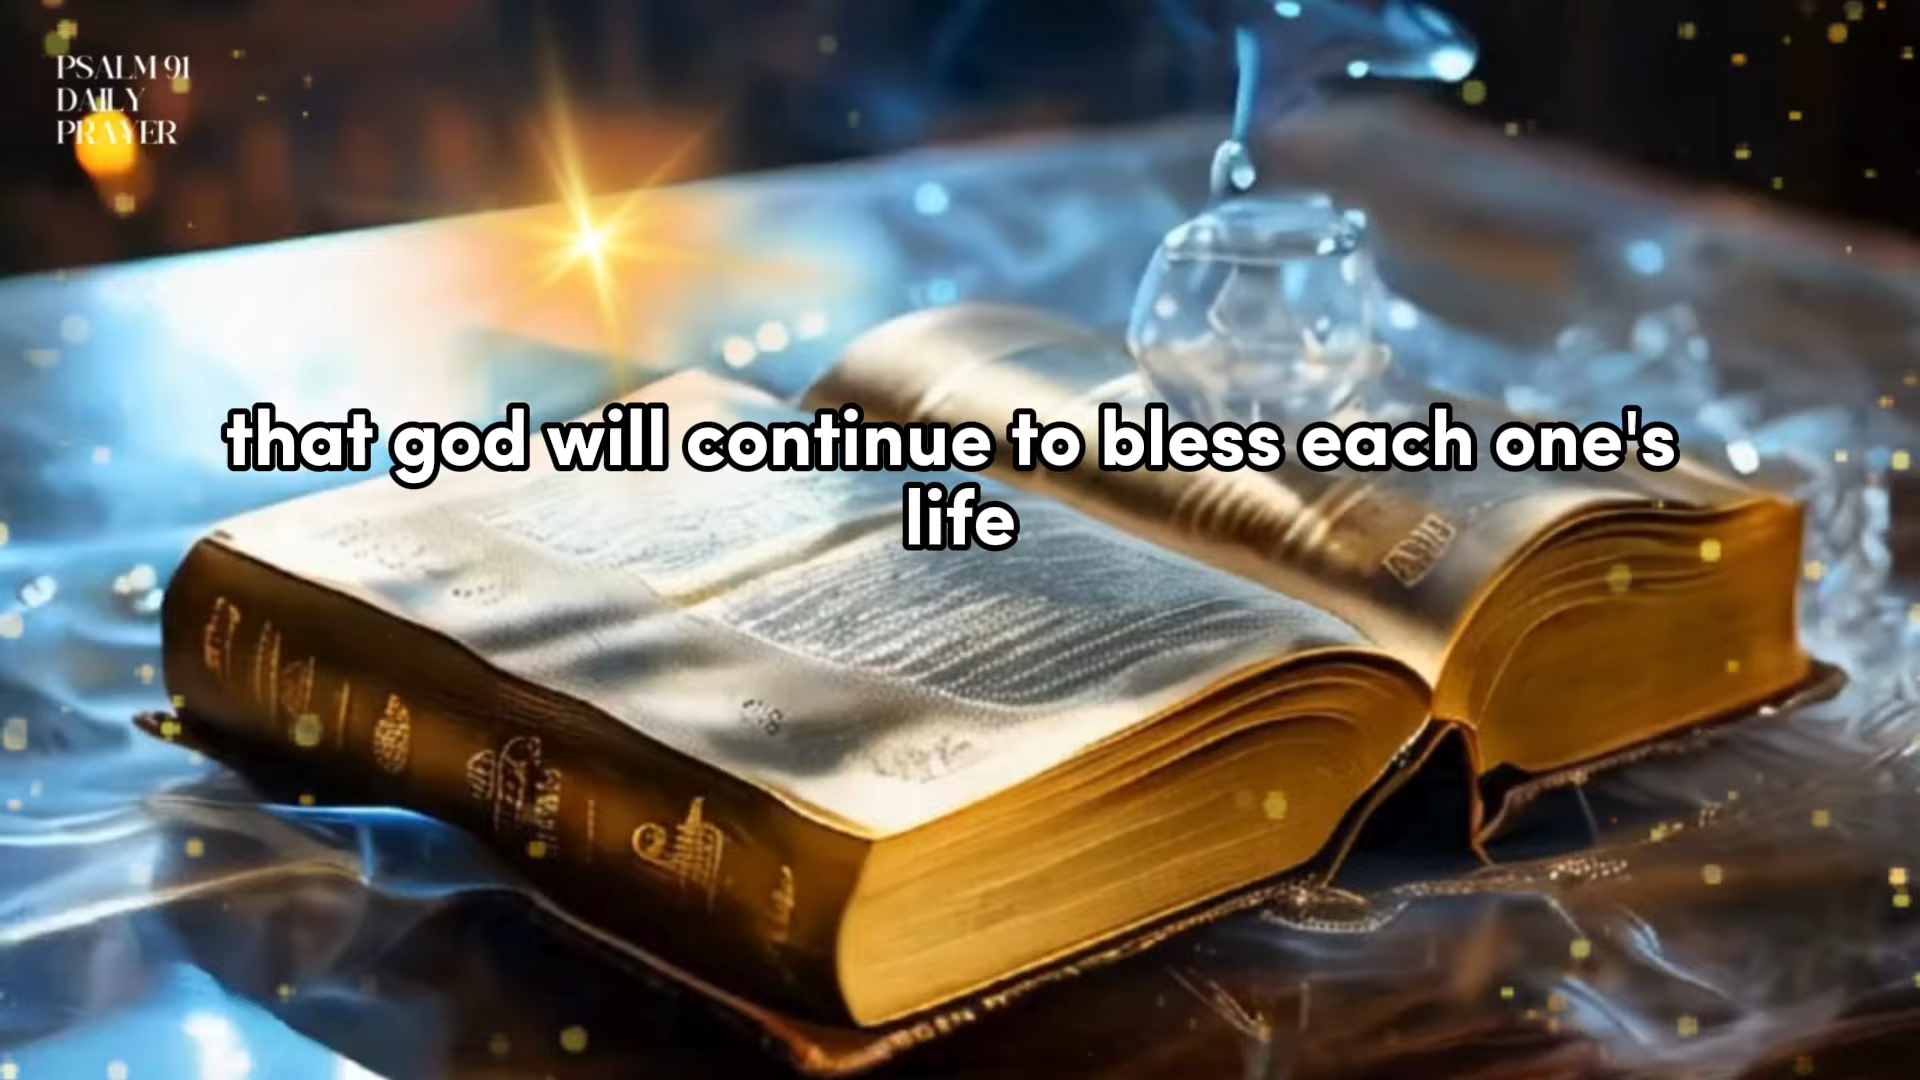 PSALM 91
DAILY
PRAYER
that god will continue to bless each one's
life